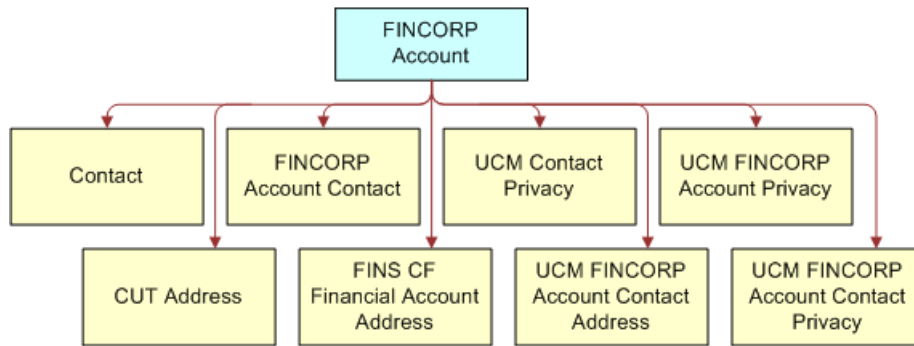 FINCORP
Account
Contact
FINCORP
Account Contact
UCM Contact
Privacy
UCM FINCORP
Account Privacy
CUT Address
FINS CF
Financial Account
Address
UCM FINCORP
Account Contact
Address
UCM FINCORP
Account Contact
Privacy